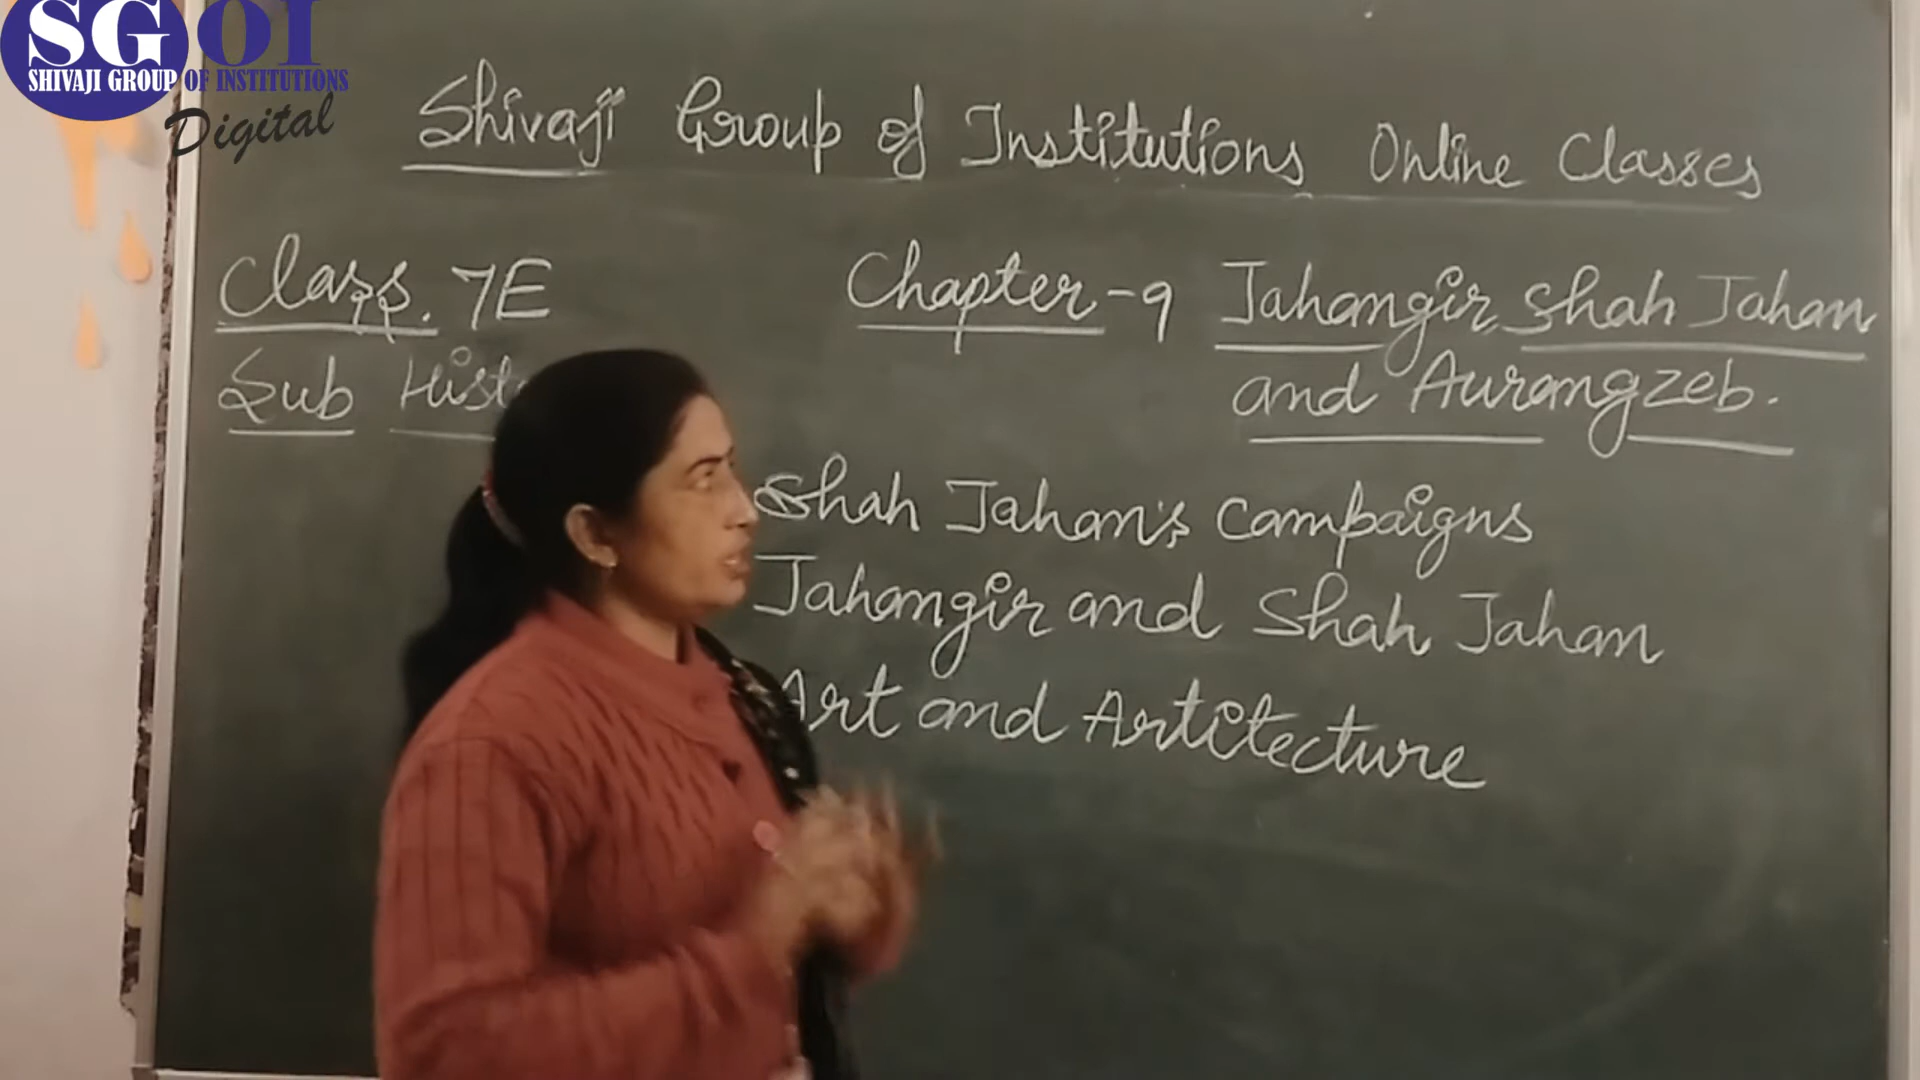 SGOI
SHIVAJI GROUP OF INSTITUTIONS
Digital
Shivaji Group of Institutions Online Classes
Class. 7E
Chapter-9 Jahangir Shah Jahan
and Aurangzeb.
Sub
Shah Jahan's Campaigns
Jahangir and Shah Jahan
Art and Artitecture